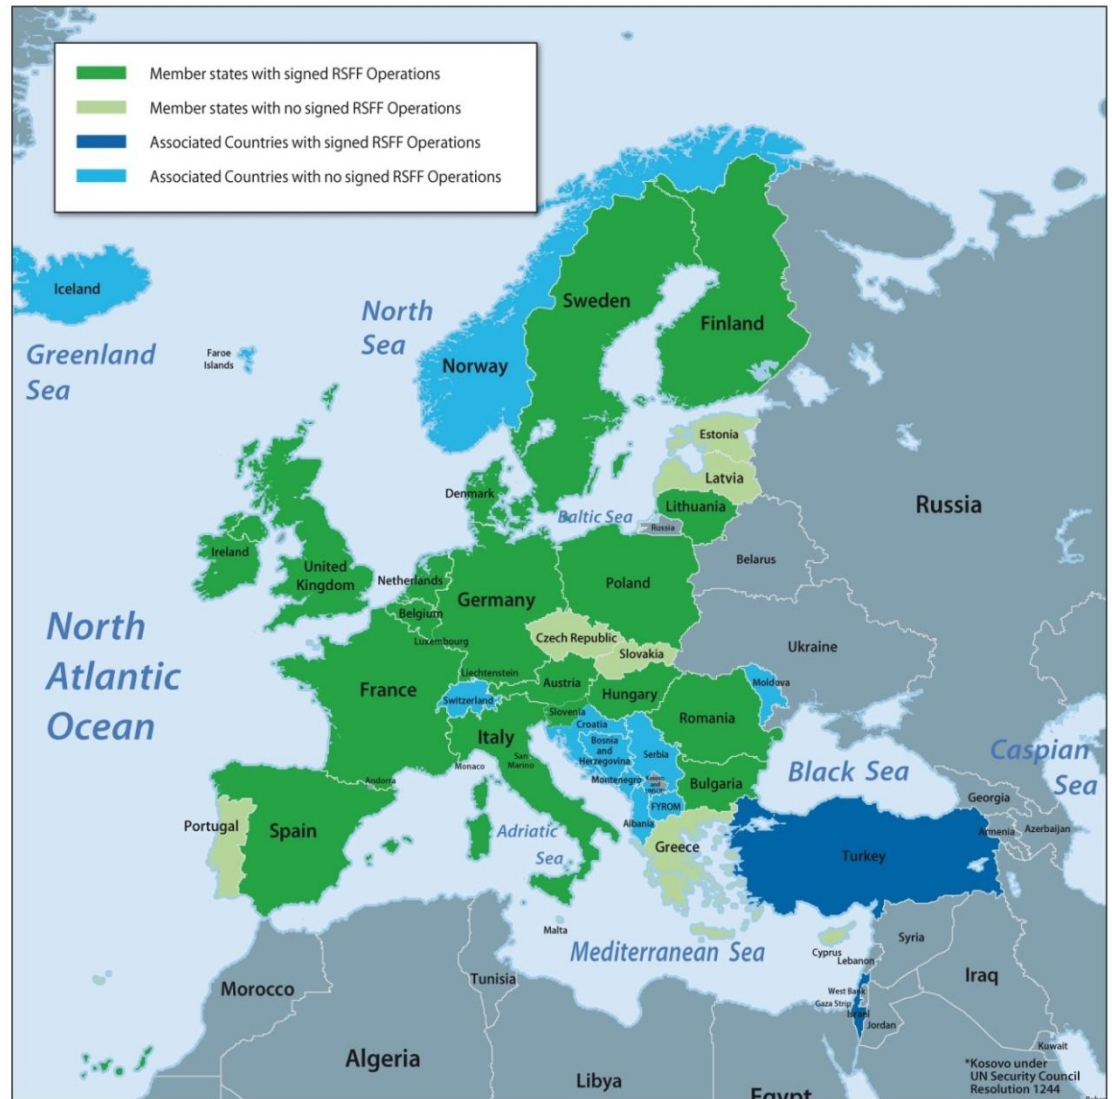 Member states with signed RSFF Operations
Member states with no signed RSFF Operations
Associated Countries with signed RSFF Operations
Associated Countries with no signed RSFF Operations
Iceland
Greenland
Sea
Faroe
Islands
North
Sea
Norway
Sweden
Finland
Estonia
Latvia
Lithuania
Russia
Denmark
Baltic Sea
Russia
Belarus
Ireland
United
Kingdom
Netherlands
Belgium
Luxembourg
Germany
Poland
Czech Republic
Slovakia
Ukraine
North
Atlantic
Ocean
France
Liechtenstein
Switzerland
Austria
Hungary
Moldova
Romania
Slovenia
Croatia
Italy
San
Marino
Monaco
Bosnia
and
Herzegovina
Serbia
Montenegro
Kosovo
and
Bulgaria
FYROM
Albania
Black Sea
Caspian
Sea
Georgia
Armenia
Azerbaijan
Andorra
Portugal
Spain
Adriatic
Sea
Greece
Turkey
Malta
Mediterranean Sea
Cyprus
Lebanon
Syria
Iraq
West Bank
Gaza Strip
Israel
Jordan
Kuwait
Morocco
Algeria
Tunisia
Libya
Egypt
*Kosovo under
UN Security Council
Resolution 1244